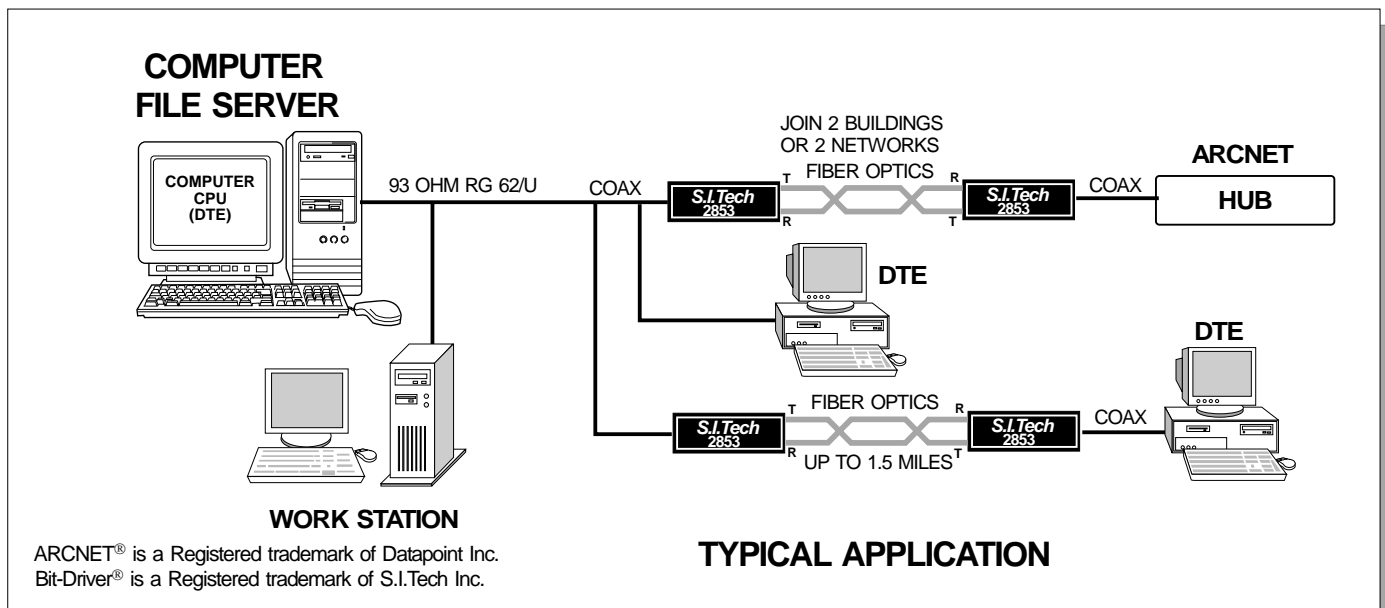 COMPUTER
FILE SERVER
COMPUTER
CPU
(DTE)
93 OHM RG 62/U
COAX
JOIN 2 BUILDINGS
OR 2 NETWORKS
FIBER OPTICS
S.I.Tech
2853
T
R
R
T
S.I.Tech
2853
COAX
ARCNET
HUB
DTE
DTE
S.I.Tech
2853
T
R
FIBER OPTICS
UP TO 1.5 MILES
R
T
S.I.Tech
2853
COAX
WORK STATION
ARCNET® is a Registered trademark of Datapoint Inc.
Bit-Driver® is a Registered trademark of S.I.Tech Inc.
TYPICAL APPLICATION